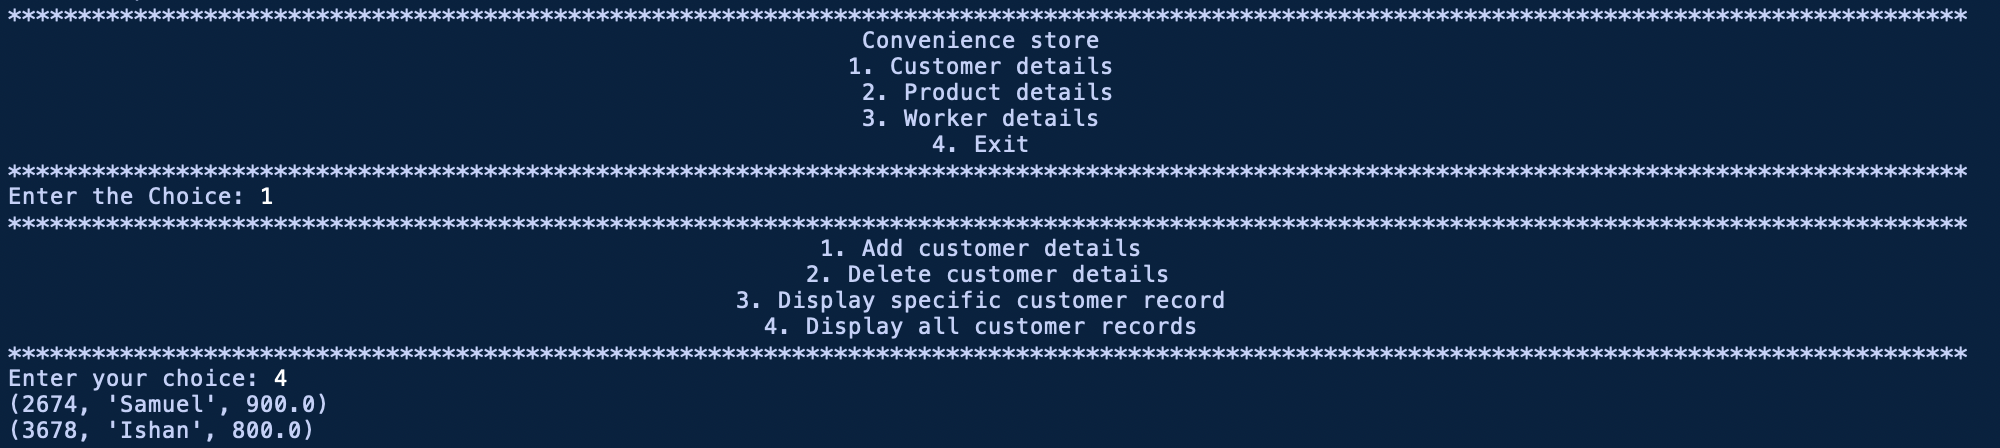 ********************************************************************************************************************************************
Convenience store
1. Customer details
2. Product details
3. Worker details
4. Exit
********************************************************************************************************************************************
Enter the Choice: 1
********************************************************************************************************************************************
1. Add customer details
2. Delete customer details
3. Display specific customer record
4. Display all customer records
********************************************************************************************************************************************
Enter your choice: 4
(2674, 'Samuel', 900.0)
(3678, 'Ishan', 800.0)